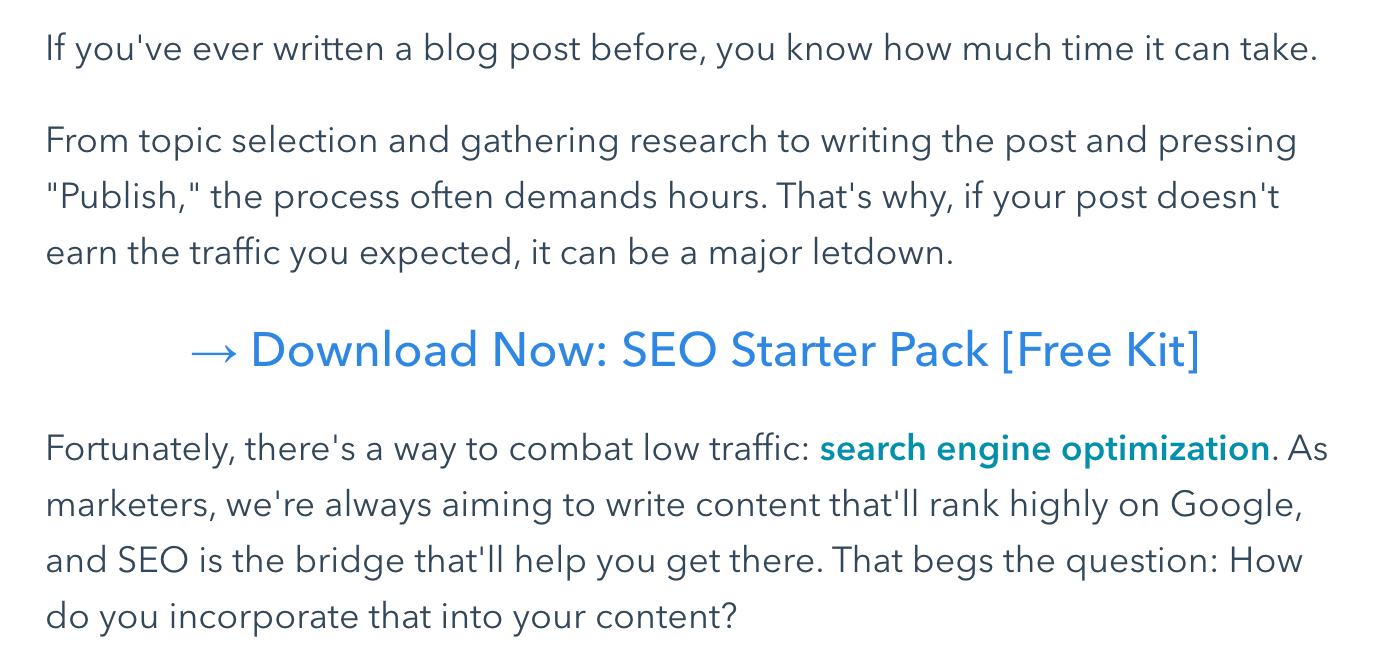 If you've ever written a blog post before, you know how much time it can take.
From topic selection and gathering research to writing the post and pressing
"Publish," the process often demands hours. That's why, if your post doesn't
earn the traffic you expected, it can be a major letdown.
→ Download Now: SEO Starter Pack [Free Kit]
Fortunately, there's a way to combat low traffic: search engine optimization. As
marketers, we're always aiming to write content that'll rank highly on Google,
and SEO is the bridge that'll help you get there. That begs the question: How
do you incorporate that into your content?